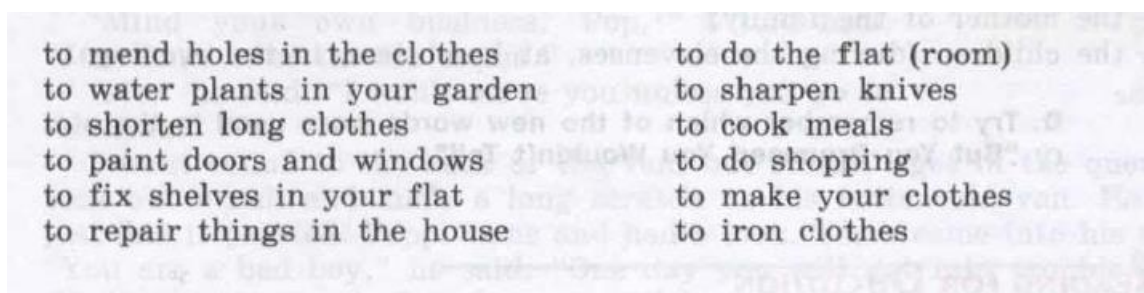 to mend holes in the clothes
to water plants in your garden
to shorten long clothes
to paint doors and windows
to fix shelves in your flat
to repair things in the house
to do the flat (room)
to sharpen knives
to cook meals
to do shopping
to make your clothes
to iron clothes